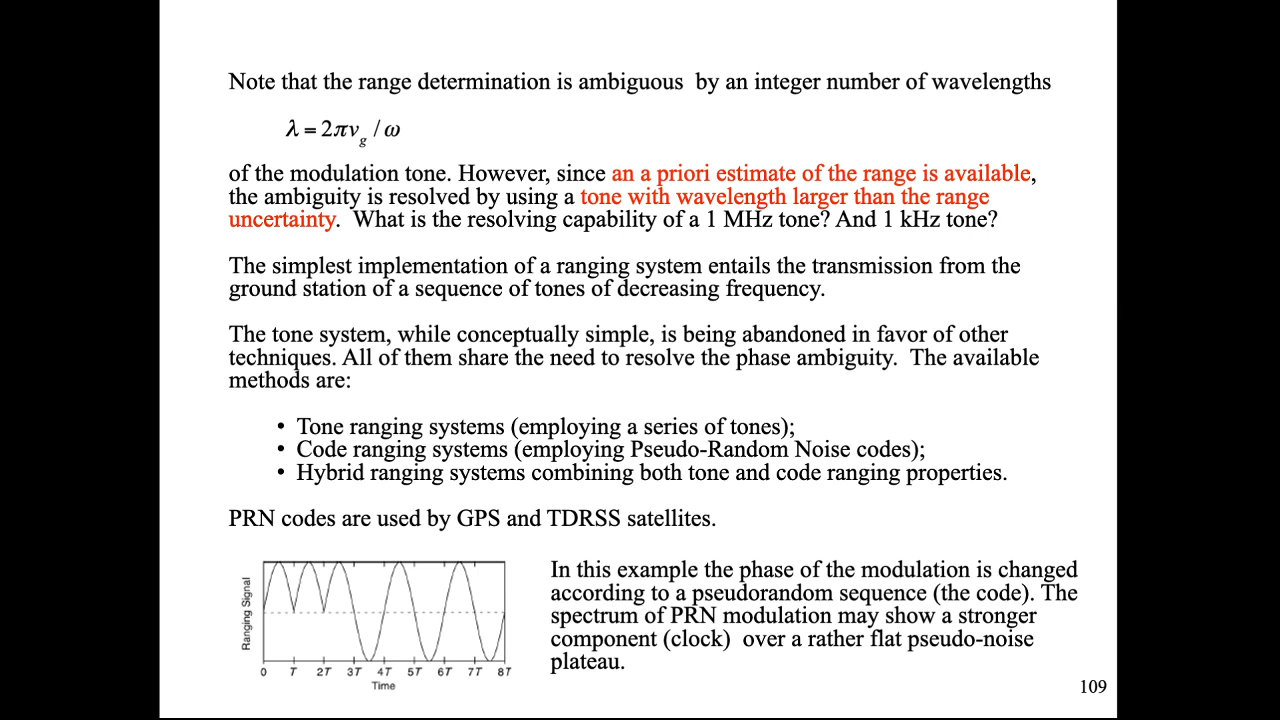 Note that the range determination is ambiguous by an integer number of wavelengths
λ = 2πv_g / ω
of the modulation tone. However, since an a priori estimate of the range is available,
the ambiguity is resolved by using a tone with wavelength larger than the range
uncertainty. What is the resolving capability of a 1 MHz tone? And 1 kHz tone?
The simplest implementation of a ranging system entails the transmission from the
ground station of a sequence of tones of decreasing frequency.
The tone system, while conceptually simple, is being abandoned in favor of other
techniques. All of them share the need to resolve the phase ambiguity. The available
methods are:
• Tone ranging systems (employing a series of tones);
• Code ranging systems (employing Pseudo-Random Noise codes);
• Hybrid ranging systems combining both tone and code ranging properties.
PRN codes are used by GPS and TDRSS satellites.
Ranging Signal
0 T 2T 3T 4T 5T 6T 7T 8T
Time
In this example the phase of the modulation is changed
according to a pseudorandom sequence (the code). The
spectrum of PRN modulation may show a stronger
component (clock) over a rather flat pseudo-noise
plateau.
109